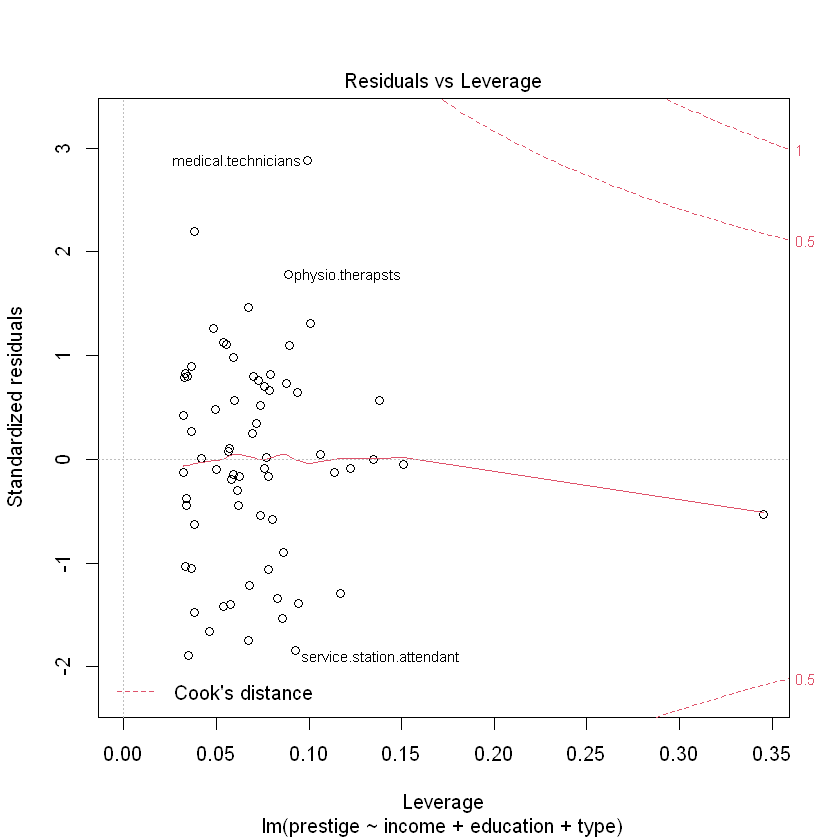 Residuals vs Leverage
Standardized residuals
3
2
1
0
-1
-2
medical.technicians
physio.therapsts
service.station.attendant
1
0.5
0.5
Cook's distance
0.00 0.05 0.10 0.15 0.20 0.25 0.30 0.35
Leverage
lm(prestige ~ income + education + type)